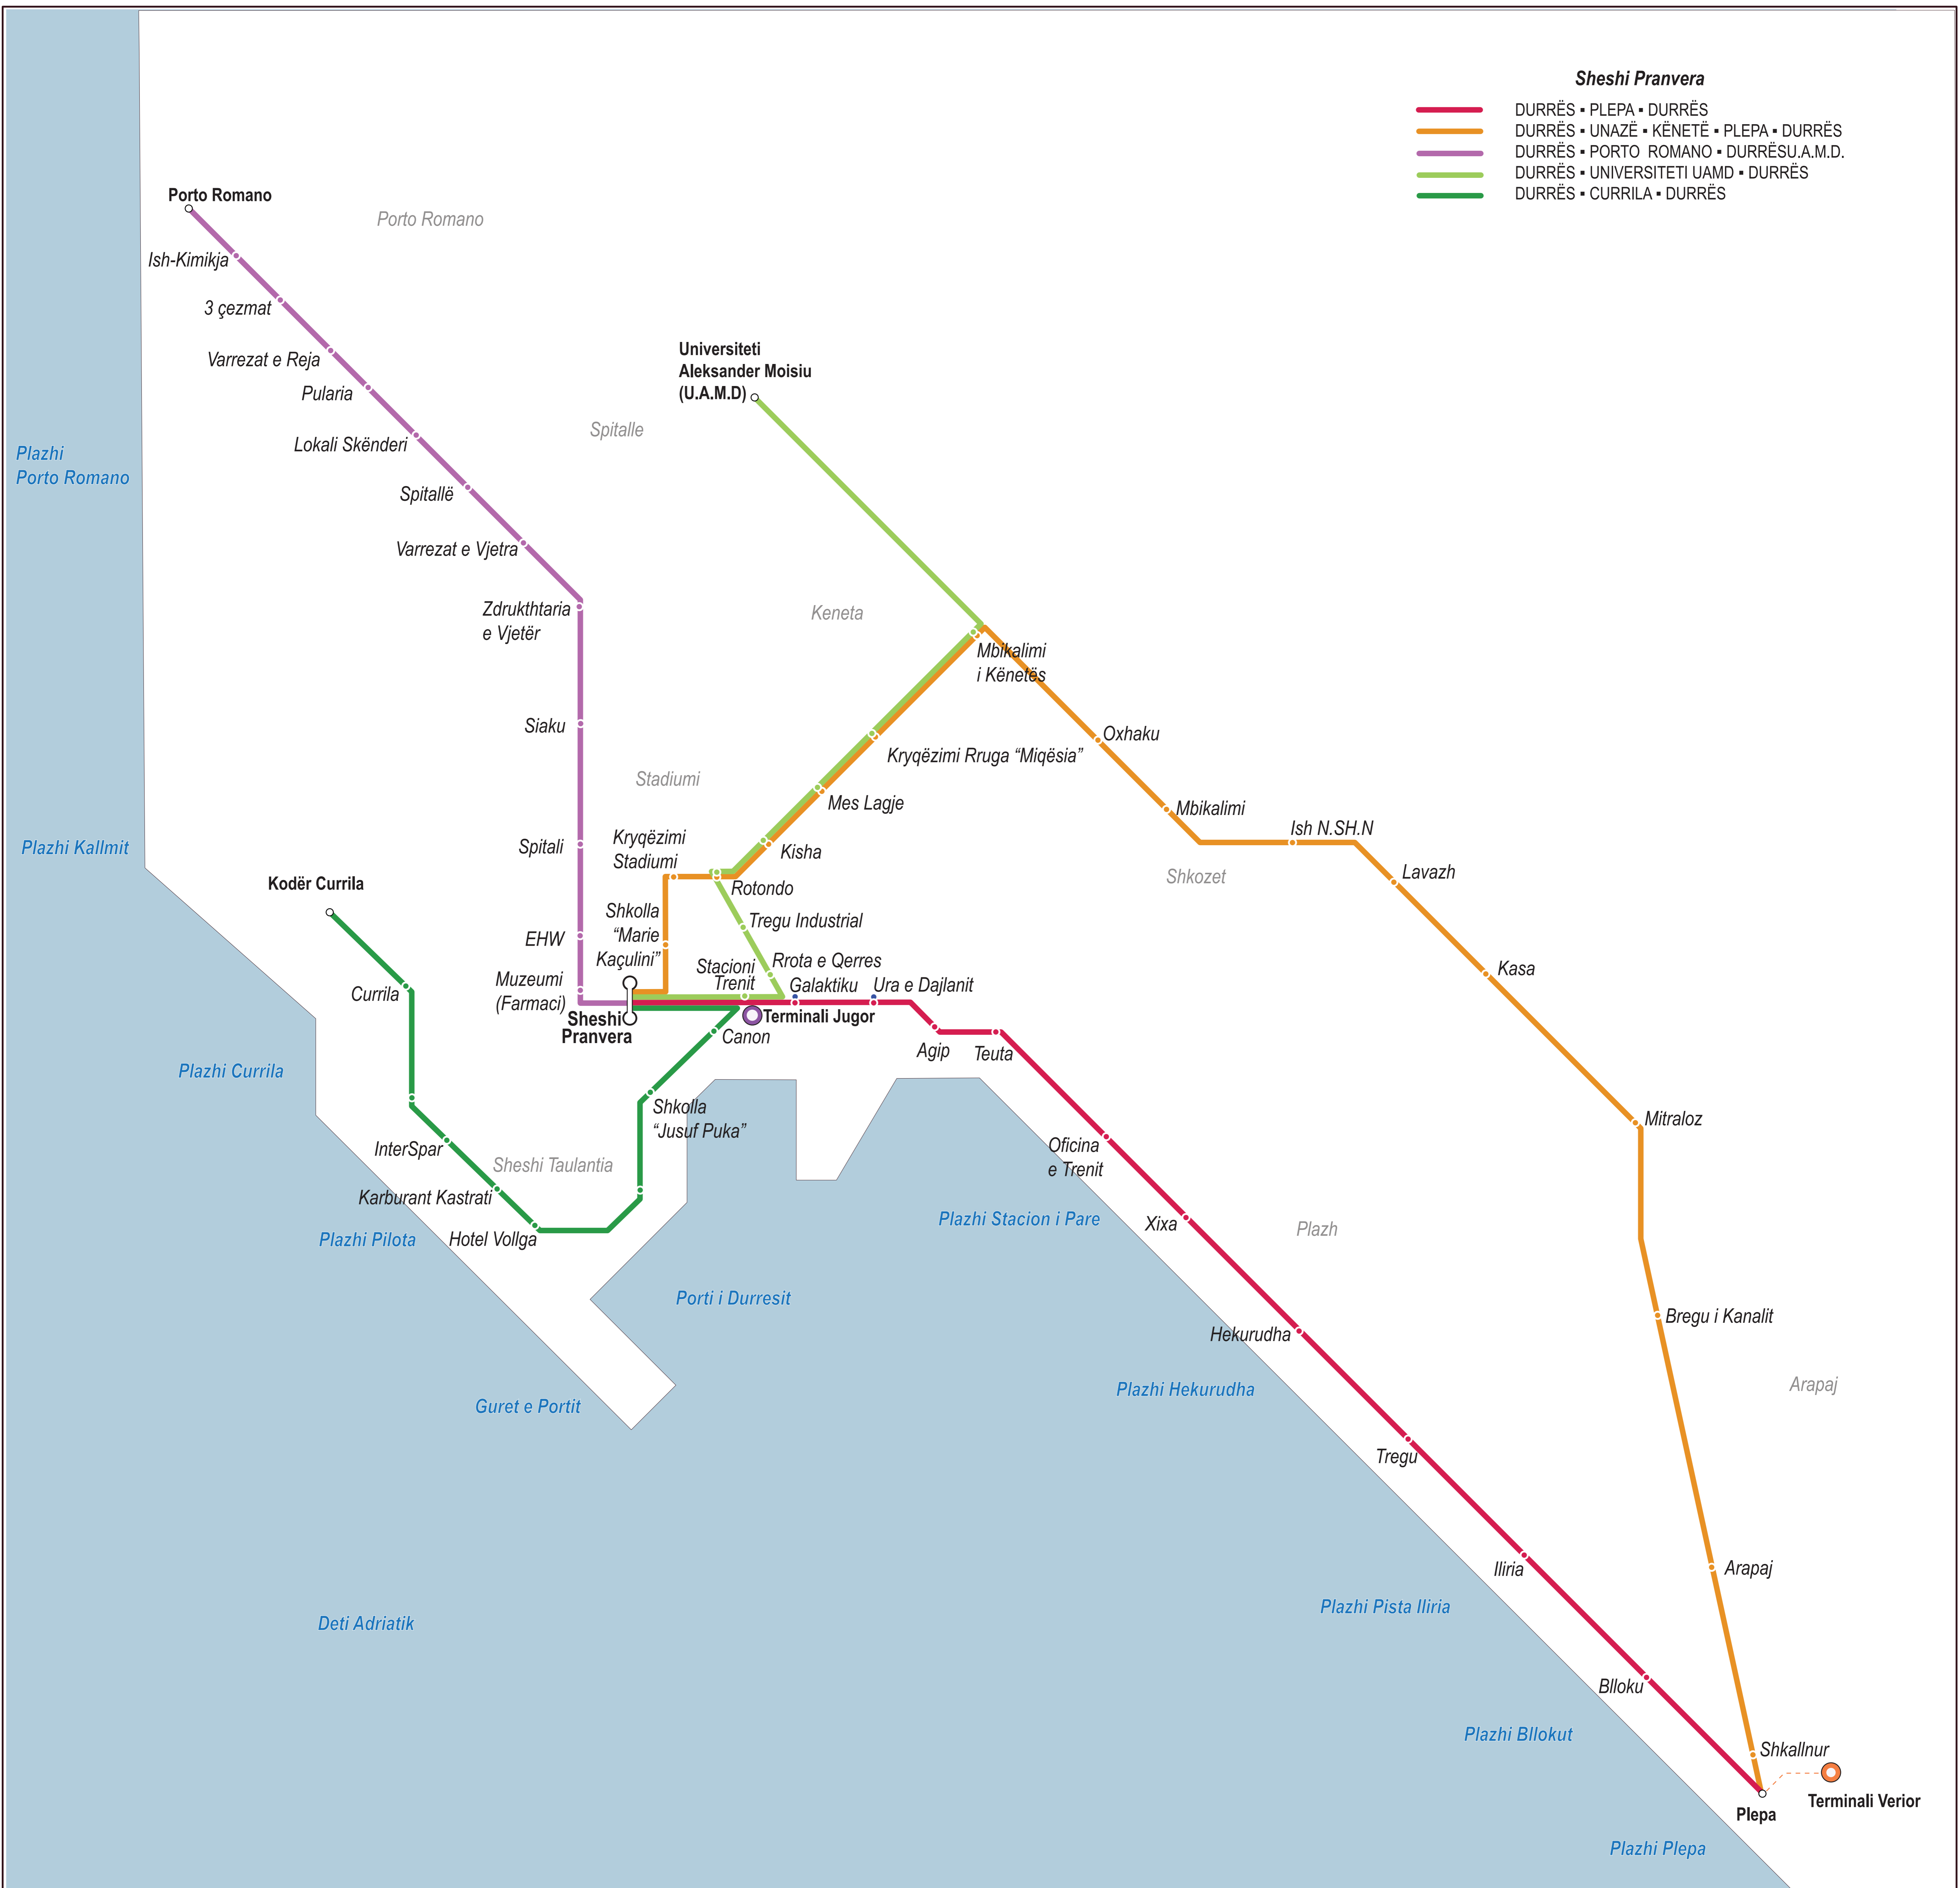 Sheshi Pranvera
DURRËS ▪ PLEPA ▪ DURRËS
DURRËS ▪ UNAZË ▪ KËNETË ▪ PLEPA ▪ DURRËS
DURRËS ▪ PORTO ROMANO ▪ DURRËSU.A.M.D.
DURRËS ▪ UNIVERSITETI UAMD ▪ DURRËS
DURRËS ▪ CURRILA ▪ DURRËS
Porto Romano
Porto Romano
Ish-Kimikja
3 çezmat
Varrezat e Reja
Pularia
Lokali Skënderi
Spitallë
Varrezat e Vjetra
Zdrukthtaria
e Vjetër
Siaku
Spitali
EHW
Muzeumi
(Farmaci)
Sheshi
Pranvera
Universiteti
Aleksander Moisiu
(U.A.M.D)
Spitalle
Keneta
Stadiumi
Plazhi
Porto Romano
Plazhi Kallmit
Mbikalimi
i Kënetës
Kryqëzimi Rruga “Miqësia”
Mes Lagje
Kisha
Kryqëzimi
Stadiumi
Rotondo
Shkolla
“Marie
Kaçulini”
Tregu Industrial
Rrota e Qerres
Stacioni
Trenit
Galaktiku
Ura e Dajlanit
Terminali Jugor
Oxhaku
Mbikalimi
Ish N.SH.N
Shkozet
Lavazh
Kasa
Mitraloz
Bregu i Kanalit
Arapaj
Arapaj
Shkallnur
Terminali Verior
Plepa
Kodër Currila
Currila
InterSpar
Karburant Kastrati
Hotel Vollga
Sheshi Taulantia
Shkolla
“Jusuf Puka”
Canon
Agip
Teuta
Oficina
e Trenit
Xixa
Plazh
Hekurudha
Tregu
Iliria
Blloku
Plazhi Currila
Plazhi Pilota
Guret e Portit
Porti i Durresit
Plazhi Stacion i Pare
Plazhi Hekurudha
Plazhi Pista Iliria
Plazhi Bllokut
Plazhi Plepa
Deti Adriatik